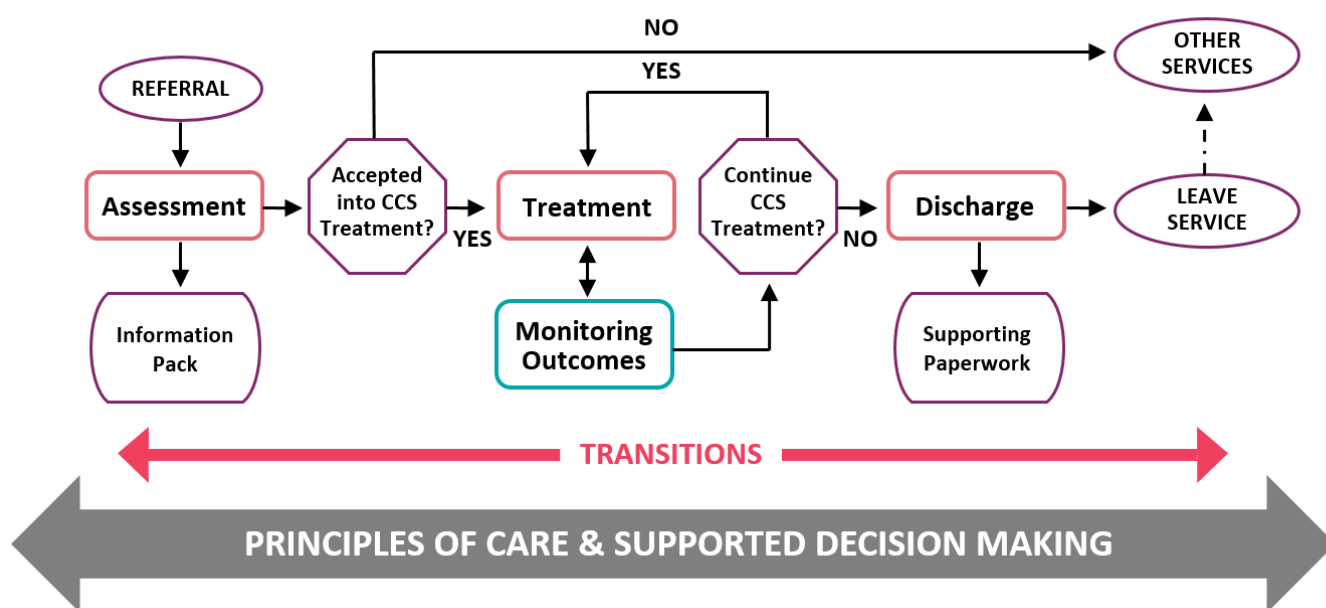 NO
YES
OTHER
SERVICES
REFERRAL
Accepted
into CCS
Treatment?
YES
Assessment
Treatment
Continue
CCS
Treatment?
NO
Discharge
LEAVE
SERVICE
Information
Pack
Monitoring
Outcomes
Supporting
Paperwork
TRANSITIONS
PRINCIPLES OF CARE & SUPPORTED DECISION MAKING